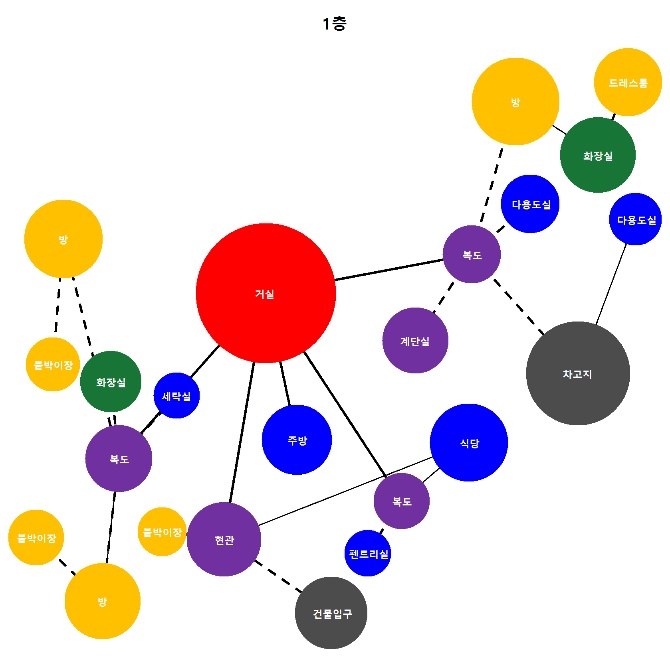 1층
방
드레스룸
화장실
다용도실
다용도실
방
복도
거실
계단실
붙박이장
화장실
차고지
세탁실
주방
식당
복도
복도
붙박이장
붙박이장
현관
펜트리실
방
건물입구